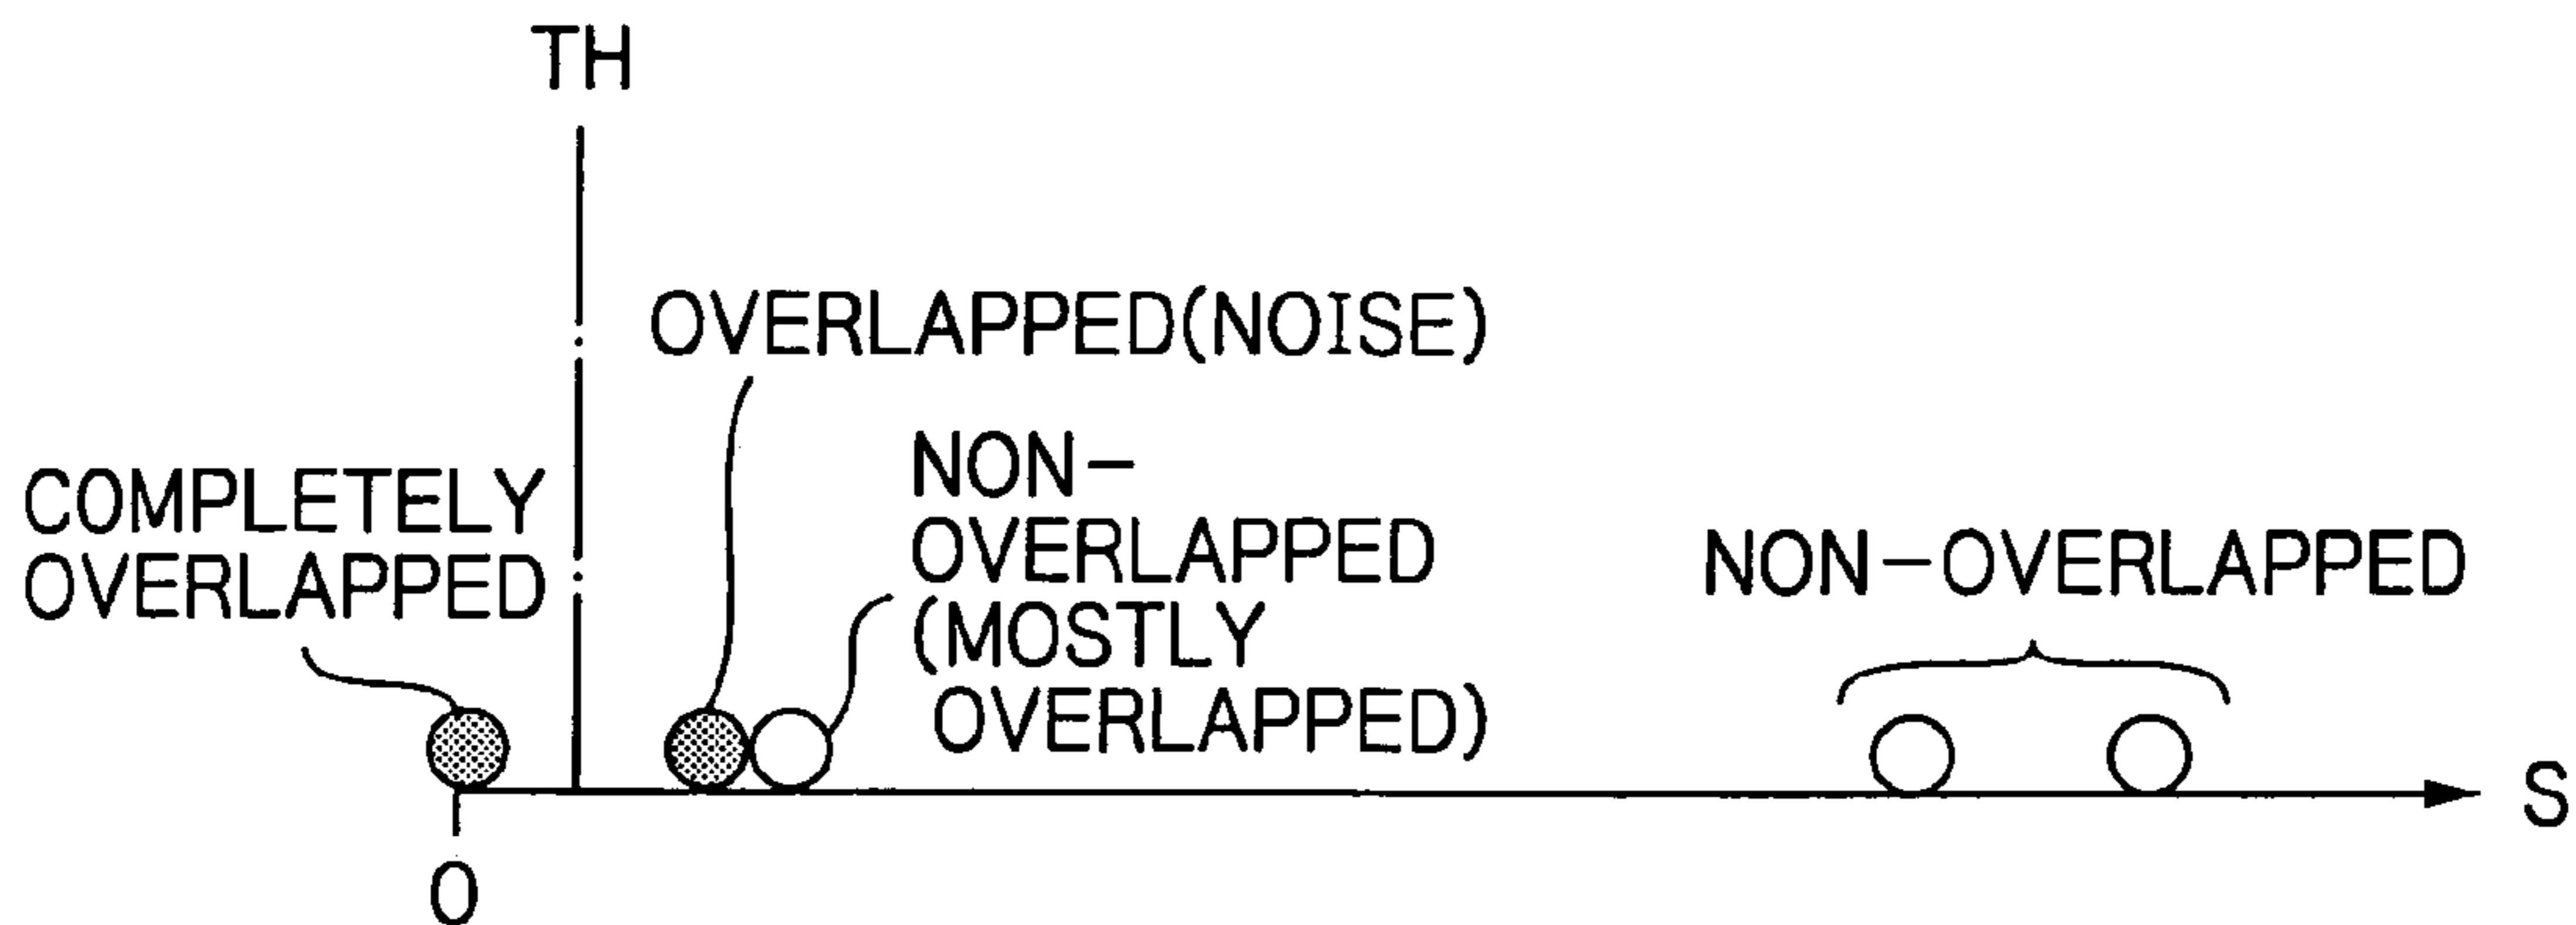 TH
OVERLAPPED(NOISE)
NON-
OVERLAPPED
(MOSTLY
OVERLAPPED)
COMPLETELY
OVERLAPPED
NON-OVERLAPPED
S
0